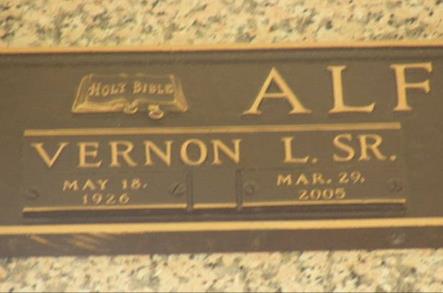 HOLY BIBLE
ALF
VERNON L. SR.
MAY 18, MAR. 29,
1926 2005